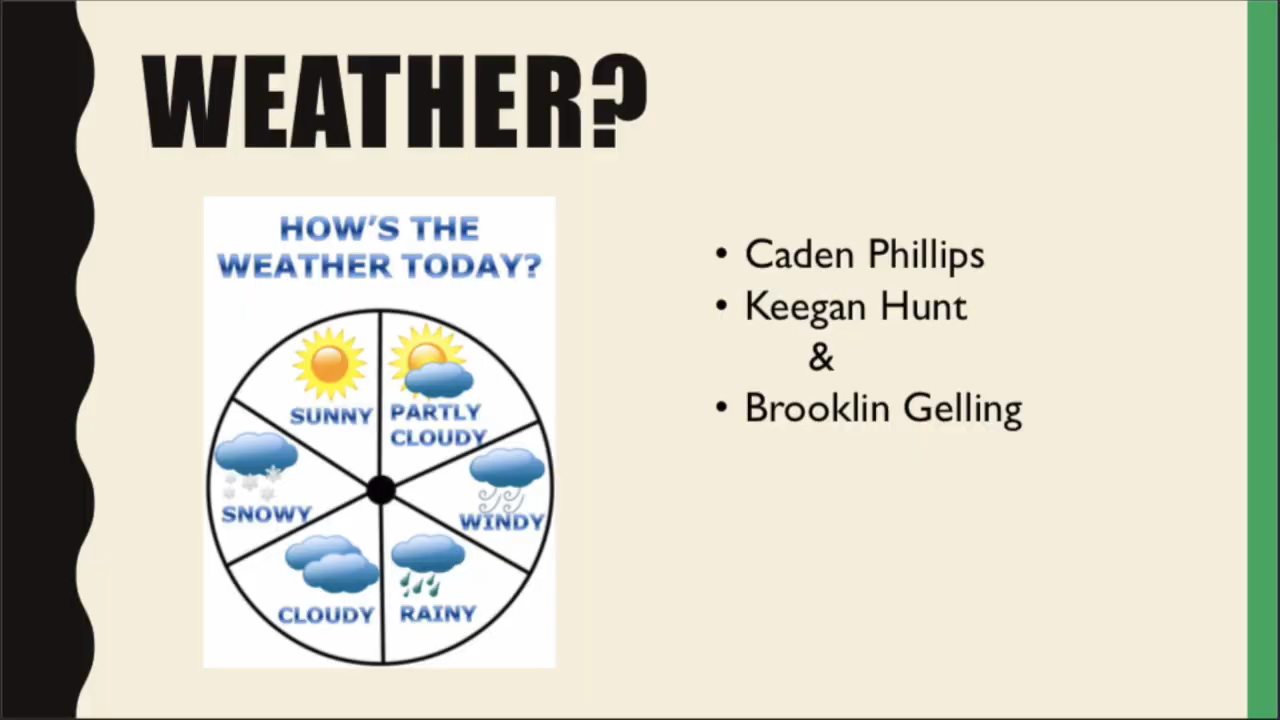 WEATHER?
HOW'S THE
WEATHER TODAY?
SUNNY
PARTLY
CLOUDY
SNOWY
WINDY
CLOUDY
RAINY
• Caden Phillips
• Keegan Hunt
&
• Brooklin Gelling